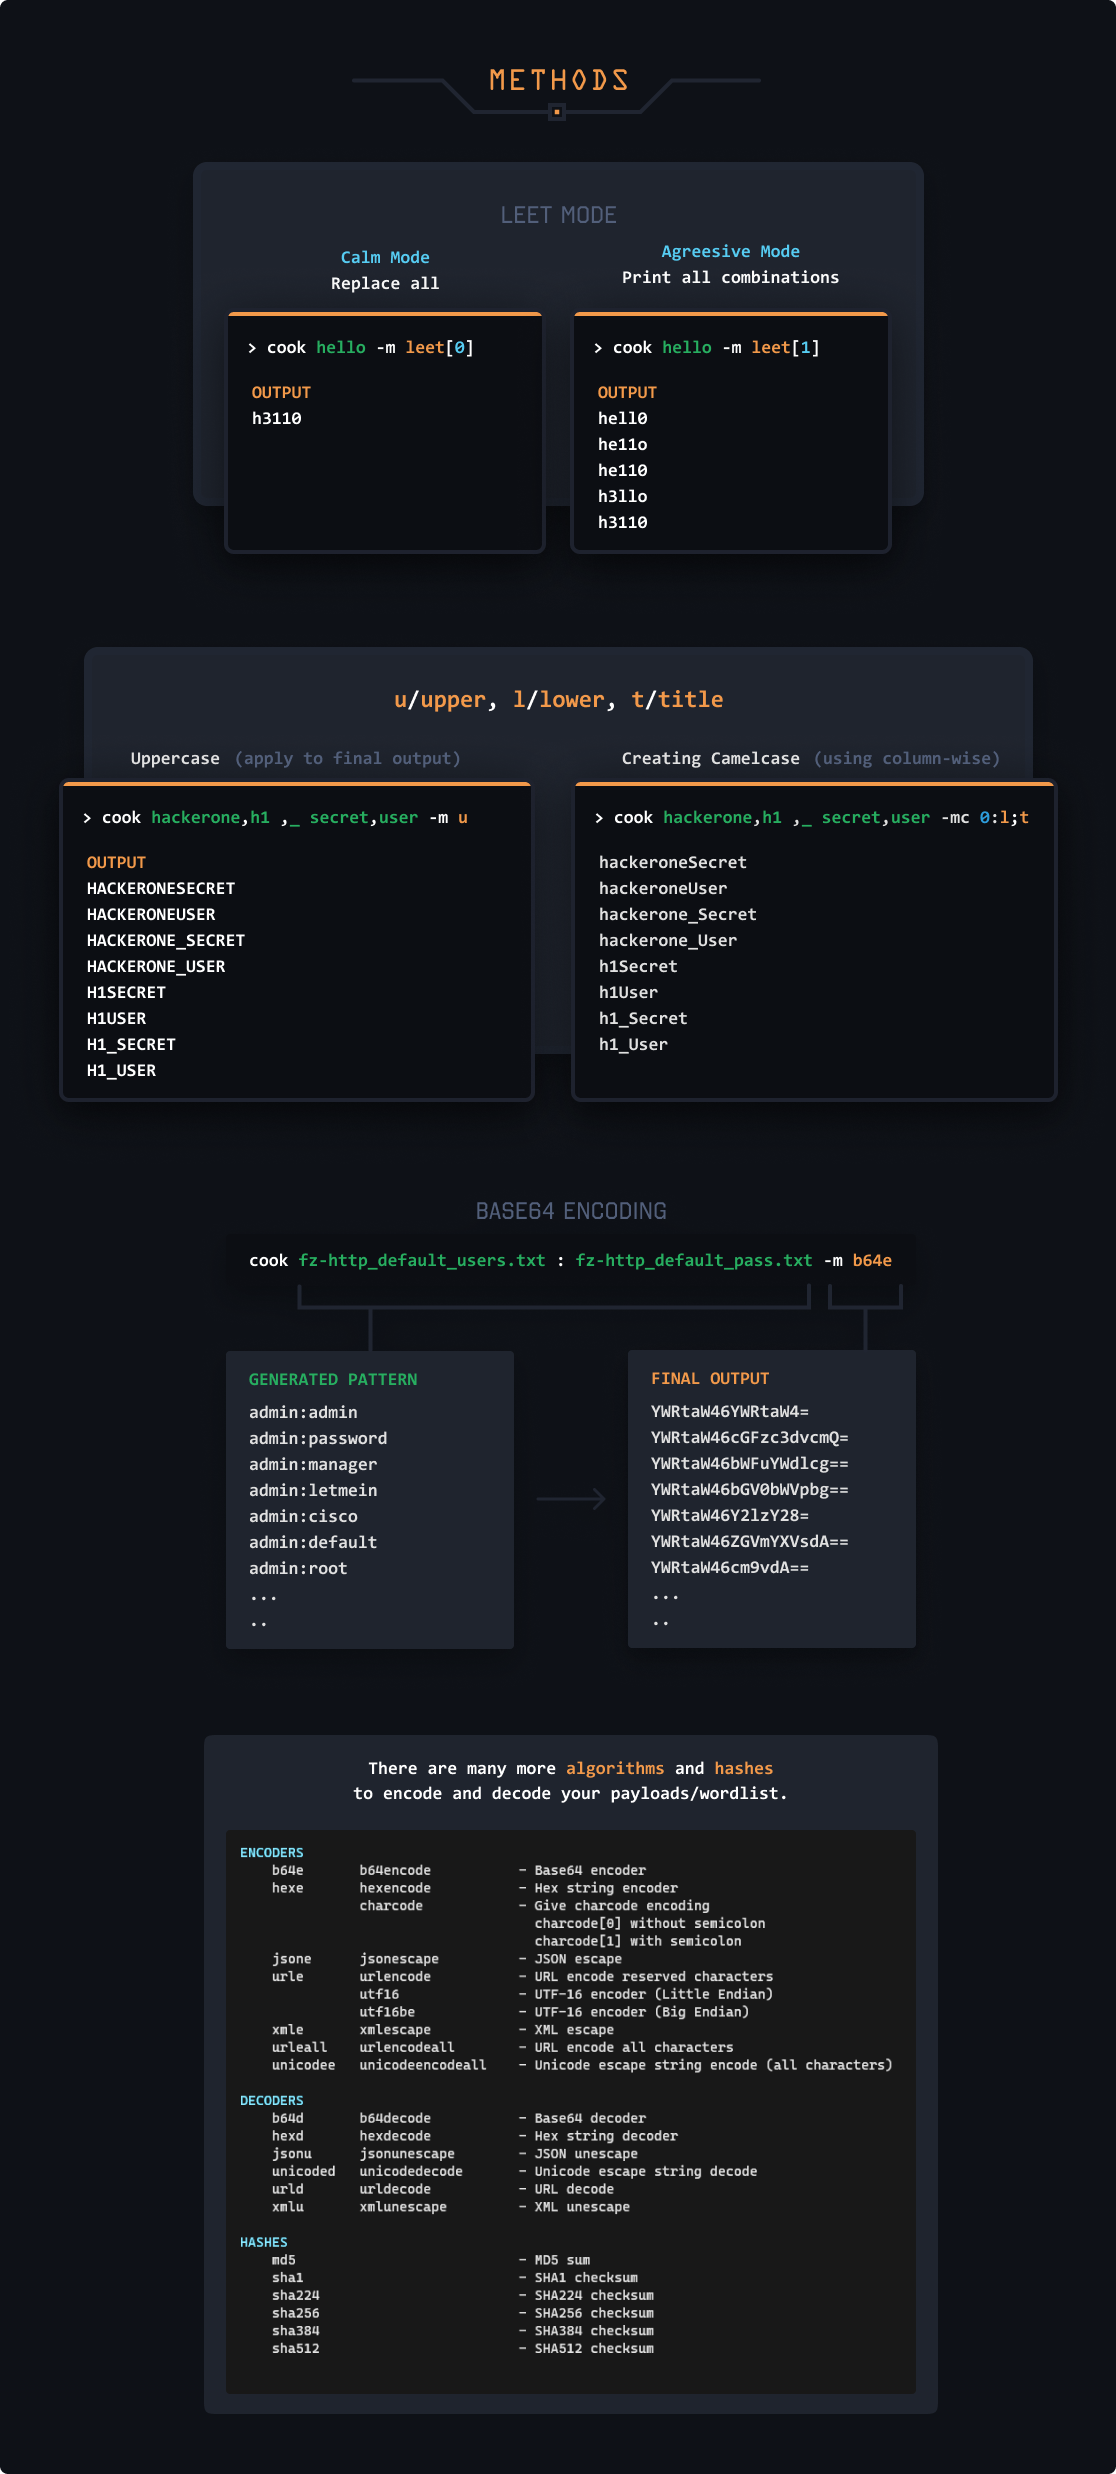 METHODS
LEET MODE
Calm Mode
Replace all
> cook hello -m leet[0]
OUTPUT
h3110
Agreesive Mode
Print all combinations
> cook hello -m leet[1]
OUTPUT
hell0
he11o
he110
h3llo
h3110
u/upper, l/lower, t/title
Uppercase (apply to final output)
> cook hackerone,h1 ,_ secret,user -m u
OUTPUT
HACKERONESECRET
HACKERONEUSER
HACKERONE_SECRET
HACKERONE_USER
H1SECRET
H1USER
H1_SECRET
H1_USER
Creating Camelcase (using column-wise)
> cook hackerone,h1 ,_ secret,user -mc 0:l;t
hackeroneSecret
hackeroneUser
hackerone_Secret
hackerone_User
h1Secret
h1User
h1_Secret
h1_User
BASE64 ENCODING
cook fz-http_default_users.txt : fz-http_default_pass.txt -m b64e
GENERATED PATTERN
admin:admin
admin:password
admin:manager
admin:letmein
admin:cisco
admin:default
admin:root
...
..
FINAL OUTPUT
YWRtaW46YWRtaW4=
YWRtaW46cGFzc3dvcmQ=
YWRtaW46bWFuYWdlcg==
YWRtaW46bGV0bWVpbg==
YWRtaW46Y2lzY28=
YWRtaW46ZGVmYXVsdA==
YWRtaW46cm9vdA==
...
..
There are many more algorithms and hashes
to encode and decode your payloads/wordlist.
ENCODERS
b64e b64encode - Base64 encoder
hexe hexencode - Hex string encoder
charcode - Give charcode encoding
charcode[0] without semicolon
charcode[1] with semicolon
jsone jsonescape - JSON escape
urle urlencode - URL encode reserved characters
utf16 - UTF-16 encoder (Little Endian)
utf16be - UTF-16 encoder (Big Endian)
xmle xmlescape - XML escape
urleall urlencodeall - URL encode all characters
unicodee unicodeencodeall - Unicode escape string encode (all characters)
DECODERS
b64d b64decode - Base64 decoder
hexd hexdecode - Hex string decoder
jsonu jsonunescape - JSON unescape
unicoded unicodedecode - Unicode escape string decode
urld urldecode - URL decode
xmlu xmlunescape - XML unescape
HASHES
md5 - MD5 sum
sha1 - SHA1 checksum
sha224 - SHA224 checksum
sha256 - SHA256 checksum
sha384 - SHA384 checksum
sha512 - SHA512 checksum